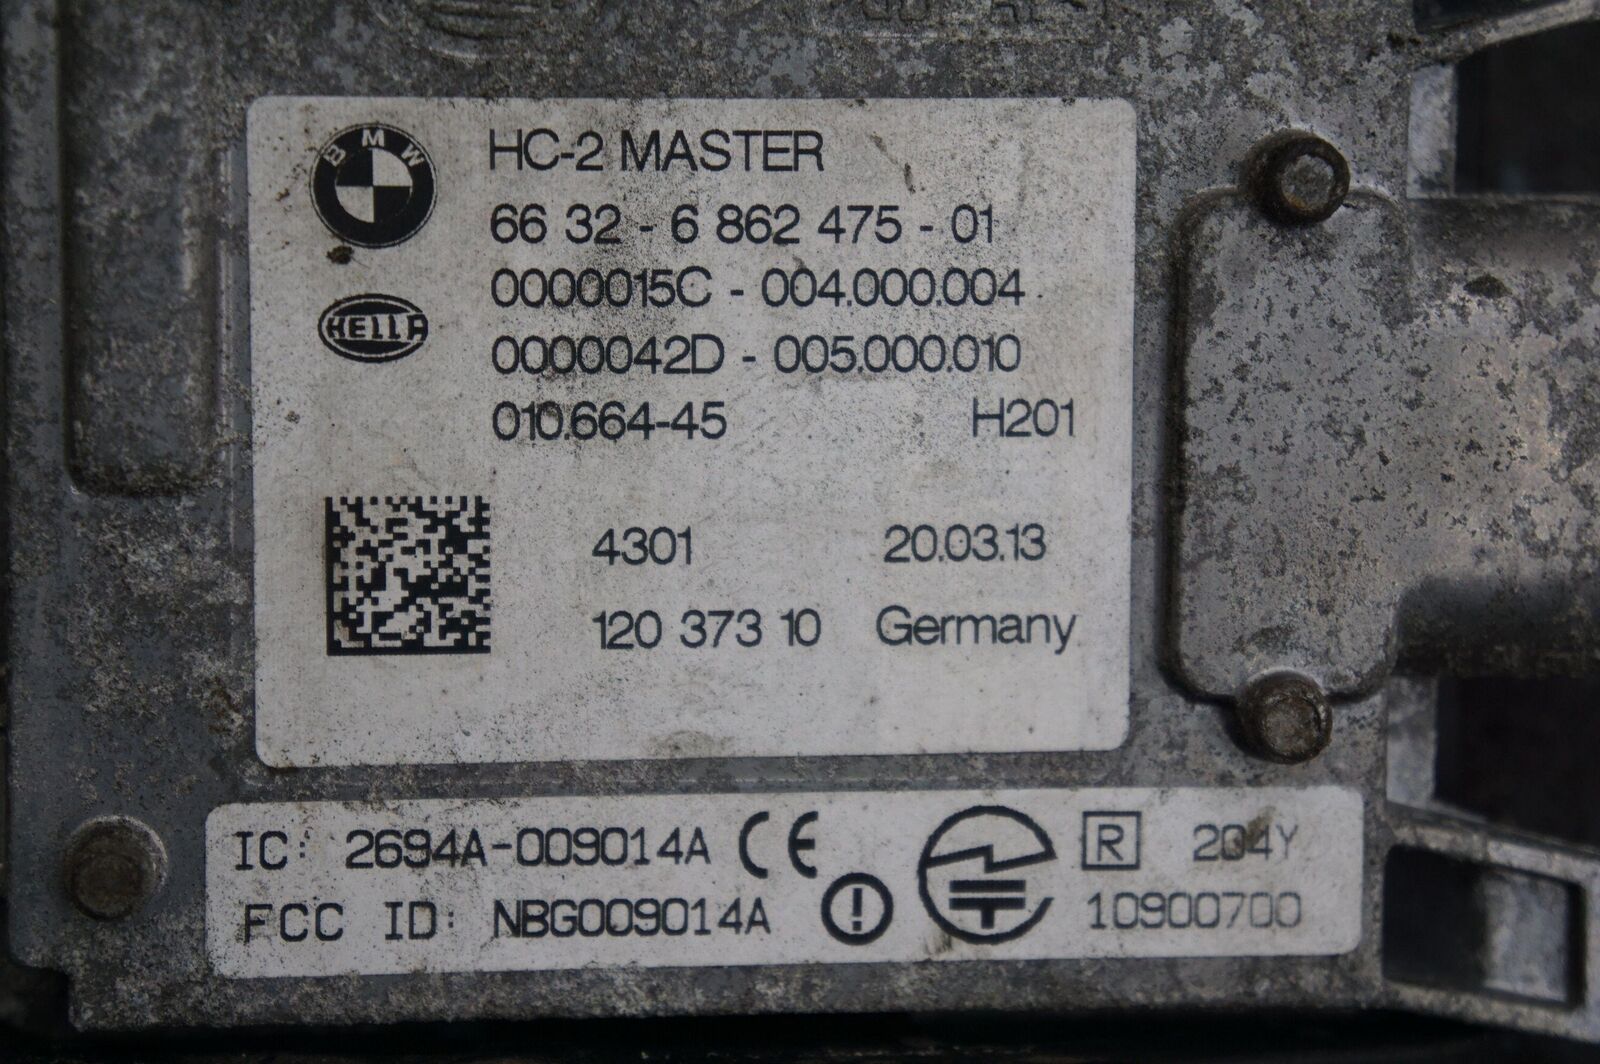 BMW
HC-2 MASTER
66 32 - 6 862 475 - 01
0000015C - 004.000.004
HELLA
0000042D - 005.000.010
010.664-45 H201
4301 20.03.13
120 373 10 Germany
IC: 2694A-009014A CE R 204Y
FCC ID: NBG009014A 10900700